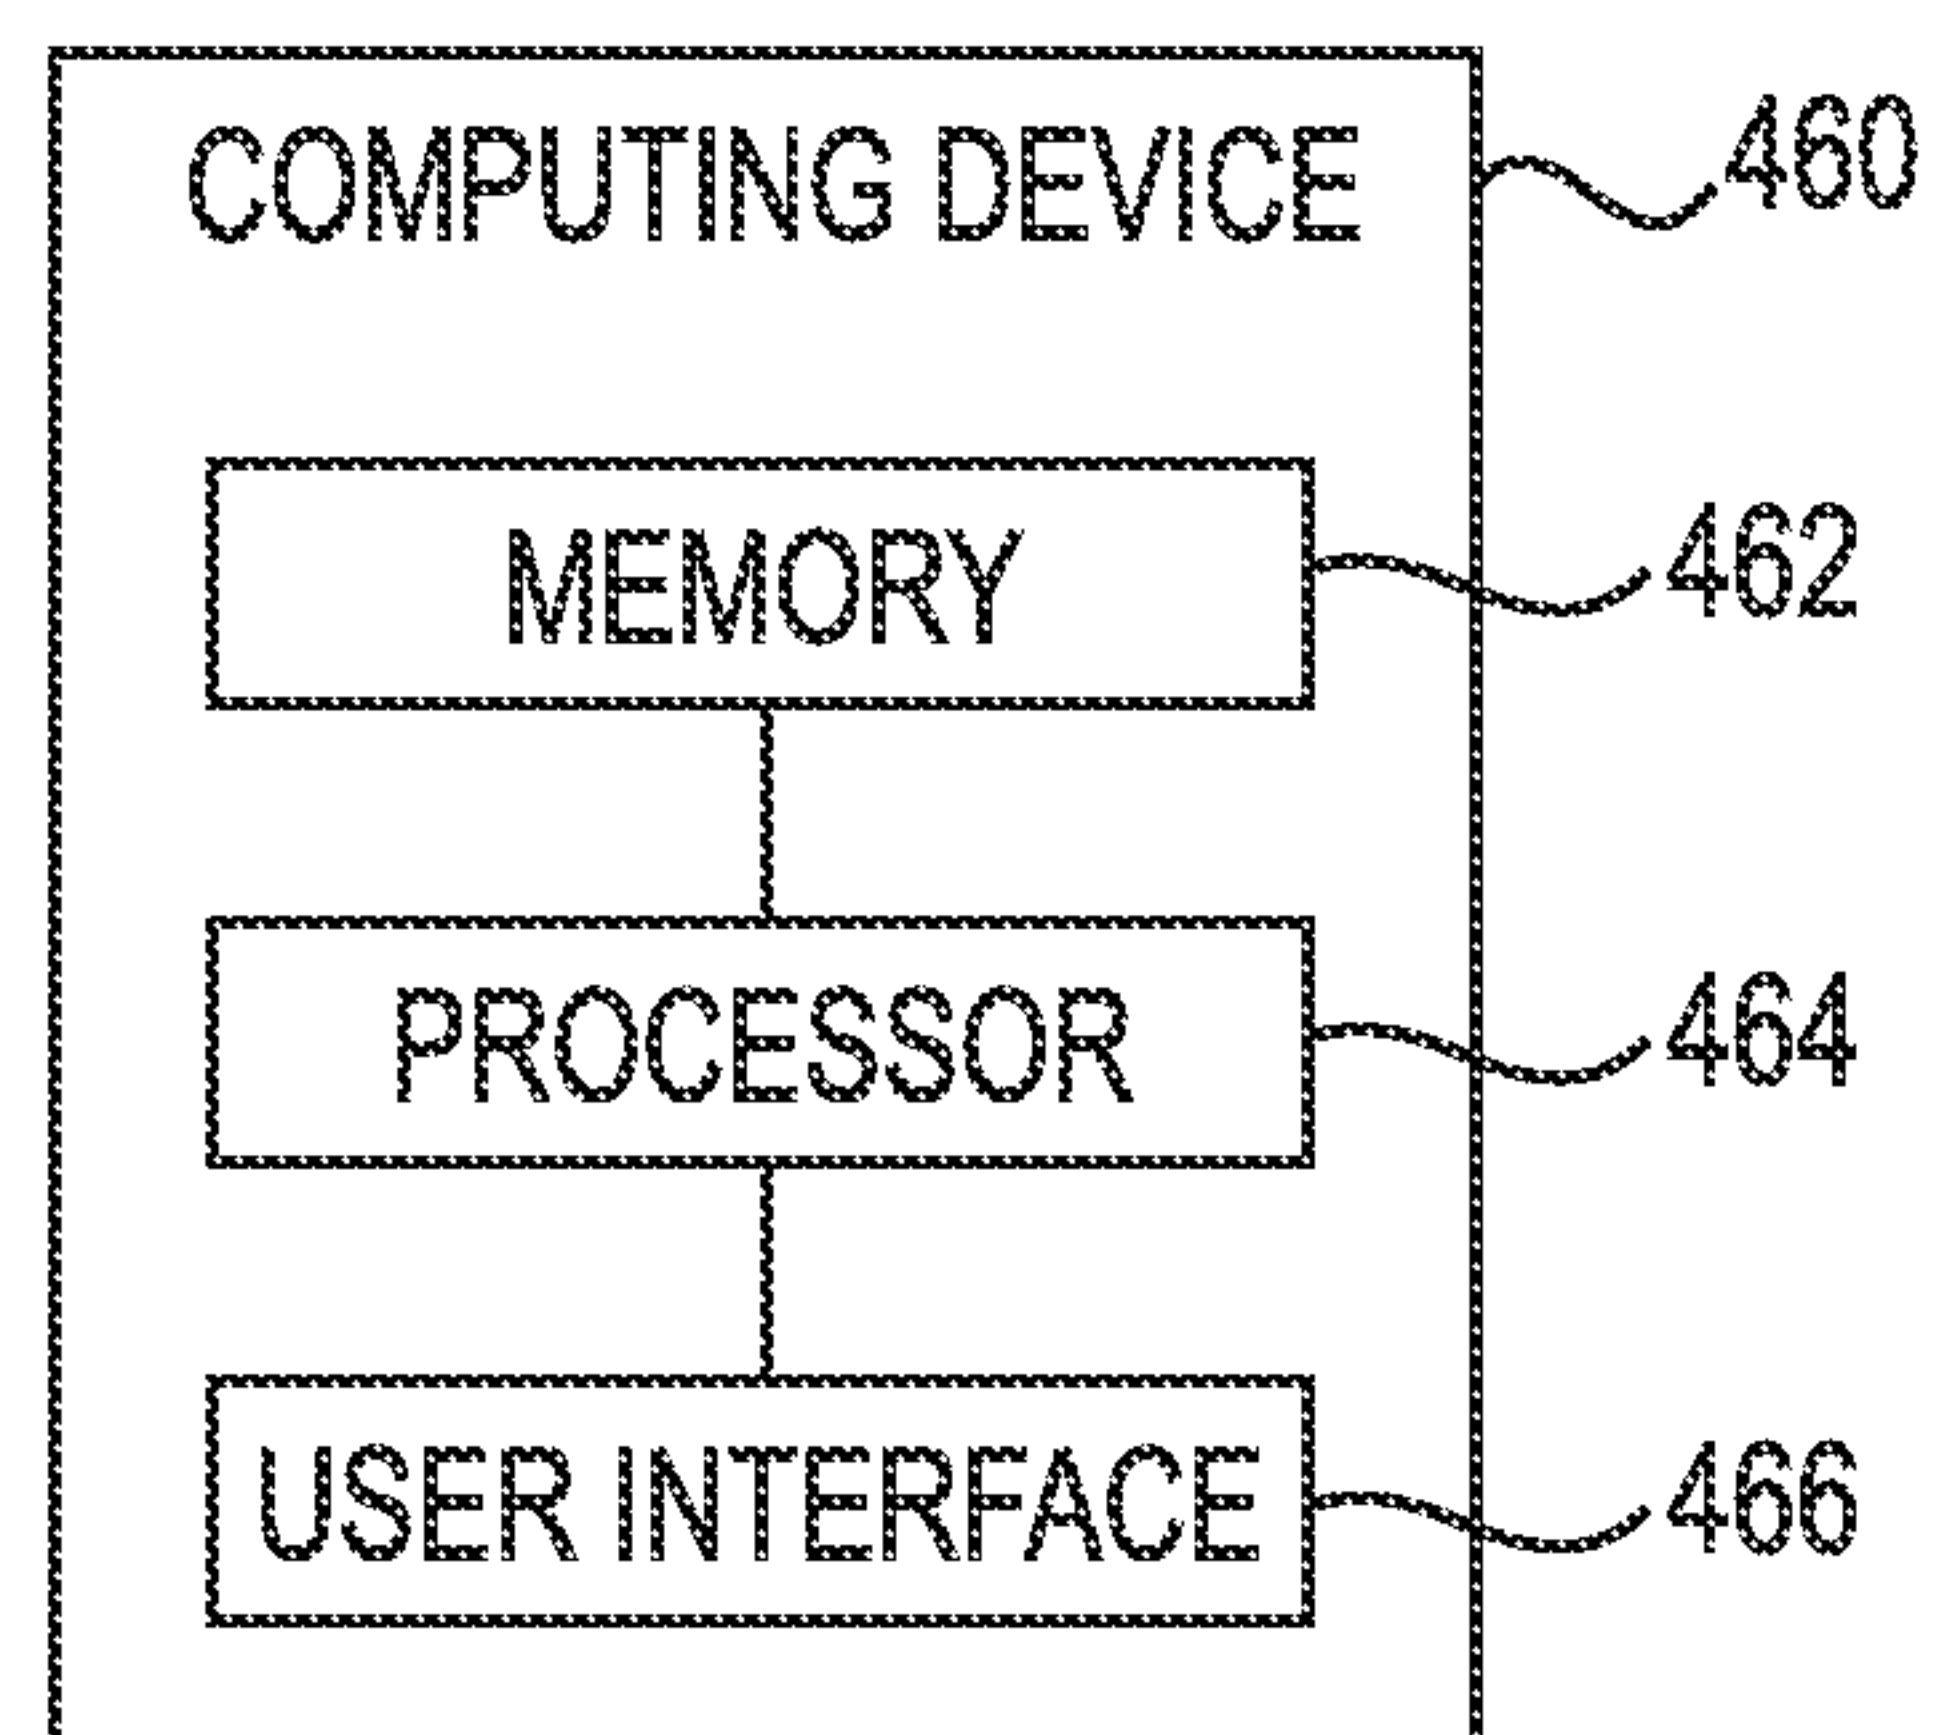 COMPUTING DEVICE
460
MEMORY
462
PROCESSOR
464
USER INTERFACE
466